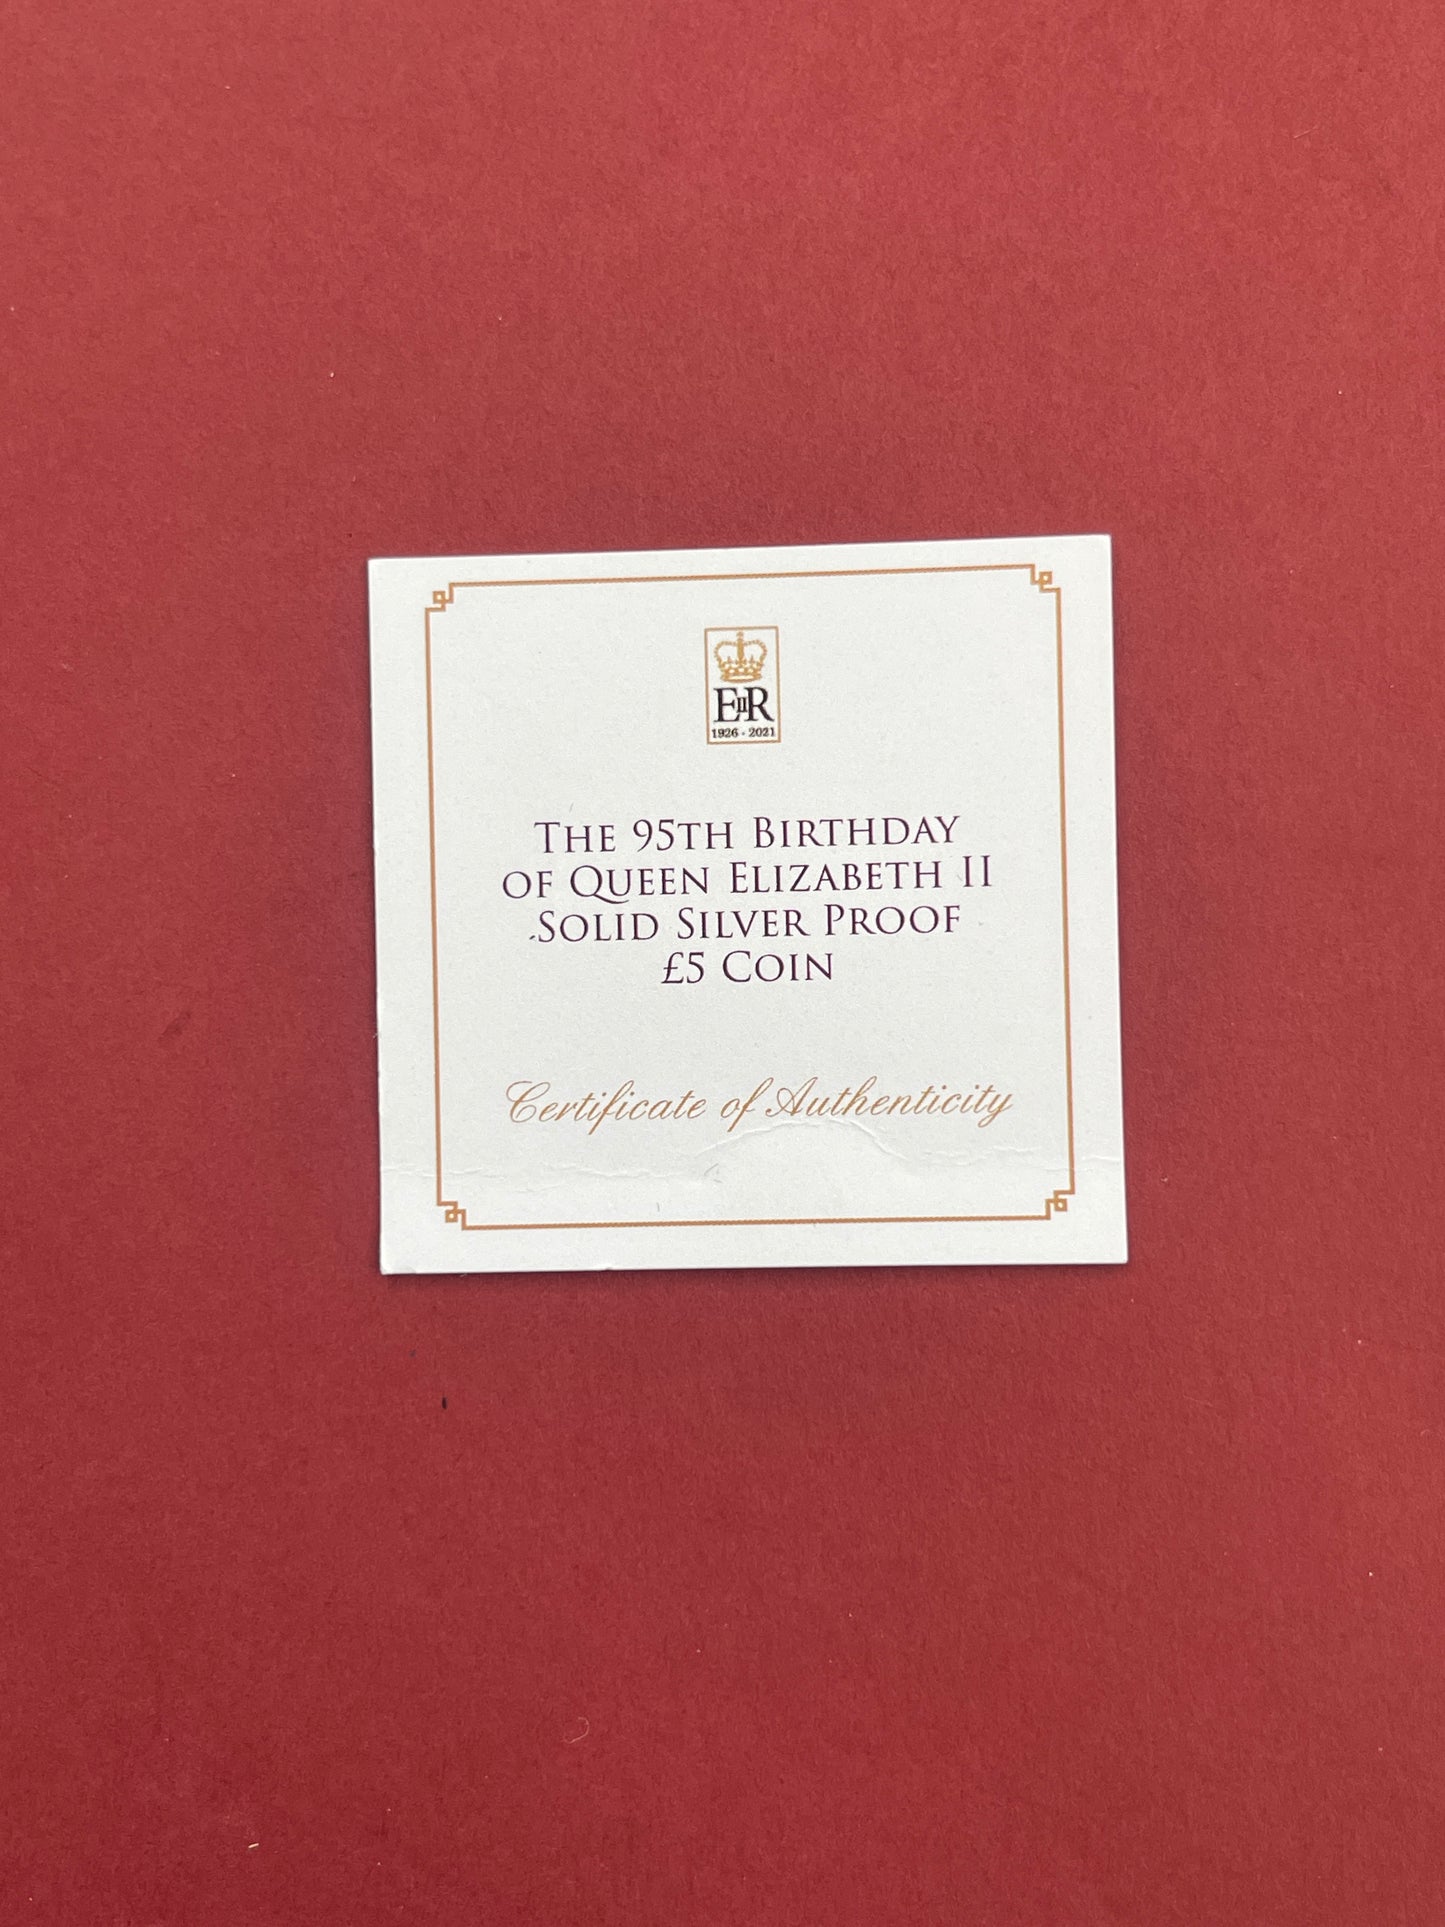 EIIR
1926 - 2021
THE 95TH BIRTHDAY
OF QUEEN ELIZABETH II
SOLID SILVER PROOF
£5 COIN
Certificate of Authenticity